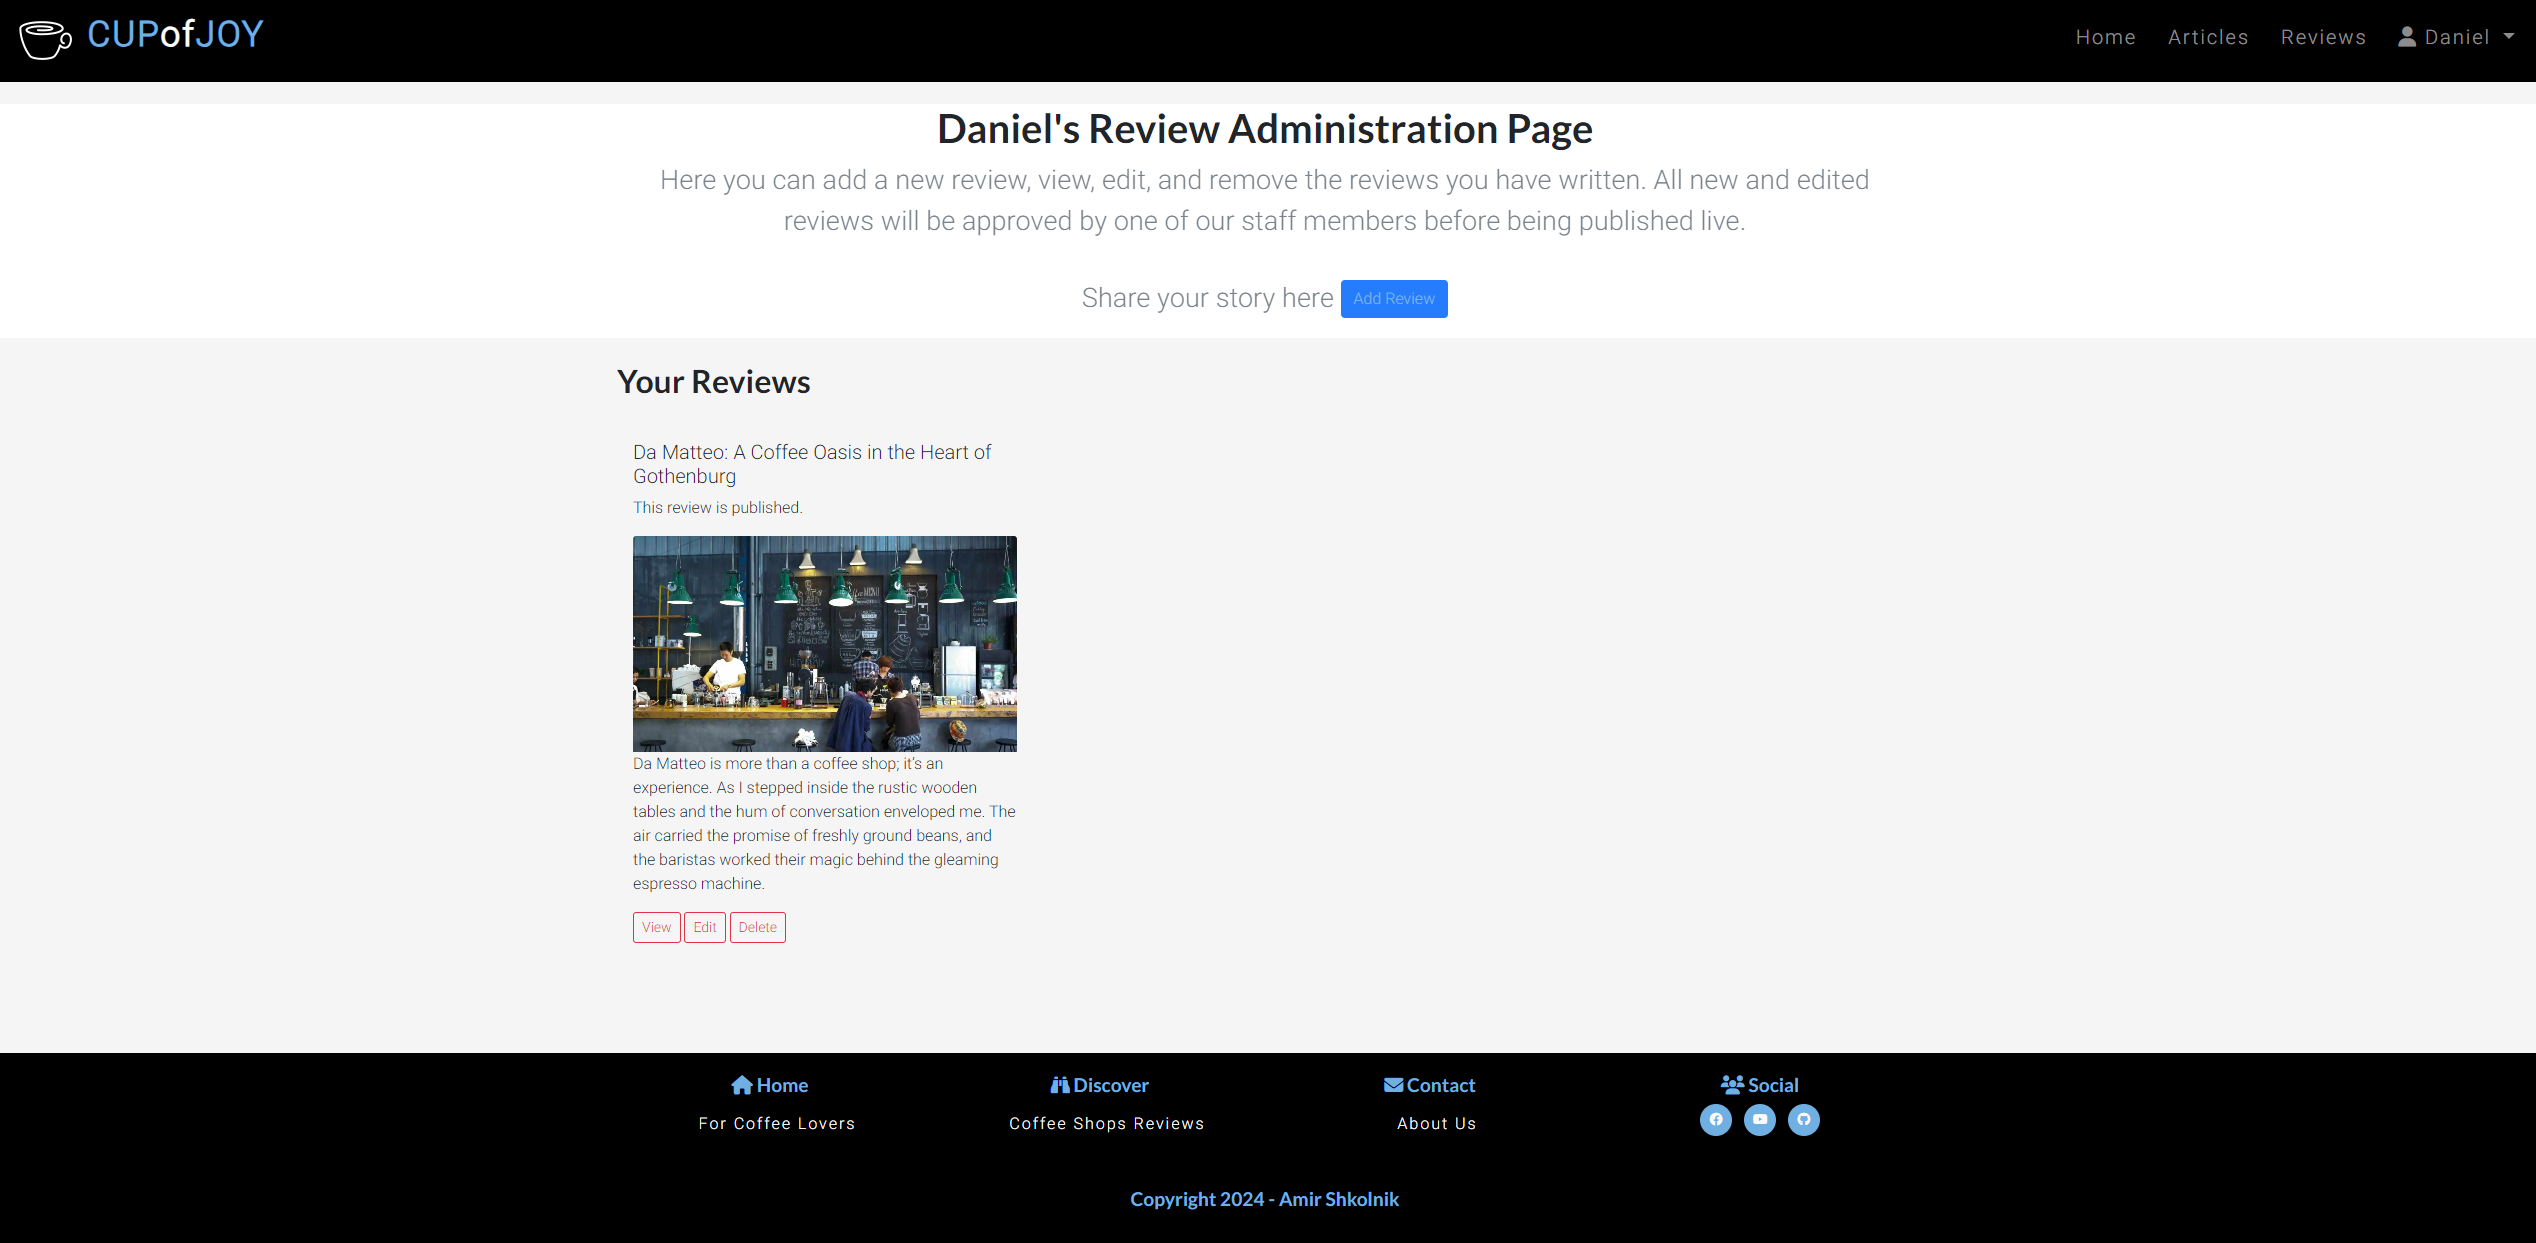 CUPofJOY
Home Articles Reviews Daniel
Daniel's Review Administration Page
Here you can add a new review, view, edit, and remove the reviews you have written. All new and edited
reviews will be approved by one of our staff members before being published live.
Share your story here Add Review
Your Reviews
Da Matteo: A Coffee Oasis in the Heart of
Gothenburg
This review is published.
MENU
Da Matteo is more than a coffee shop; it's an
experience. As I stepped inside the rustic wooden
tables and the hum of conversation enveloped me. The
air carried the promise of freshly ground beans, and
the baristas worked their magic behind the gleaming
espresso machine.
View Edit Delete
Home Discover Contact Social
For Coffee Lovers Coffee Shops Reviews About Us
Copyright 2024 - Amir Shkolnik